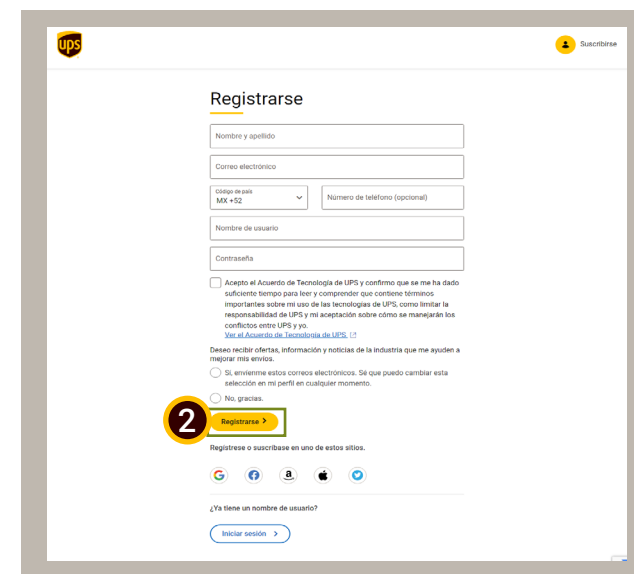 ups
Suscribirse
Registrarse
Nombre y apellido
Correo electrónico
Código de país
MX +52
Número de teléfono (opcional)
Nombre de usuario
Contraseña
Acepto el Acuerdo de Tecnología de UPS y confirmo que se me ha dado
suficiente tiempo para leer y comprender que contiene términos
importantes sobre mi uso de las tecnologías de UPS, como limitar la
responsabilidad de UPS y mi aceptación sobre cómo se manejarán los
conflictos entre UPS y yo.
Ver el Acuerdo de Tecnología de UPS.
Deseo recibir ofertas, información y noticias de la industria que me ayuden a
mejorar mis envíos.
Sí, envíenme estos correos electrónicos. Sé que puedo cambiar esta
selección en mi perfil en cualquier momento.
No, gracias.
2
Registrarse >
Regístrese o suscríbase en uno de estos sitios.
¿Ya tiene un nombre de usuario?
Iniciar sesión >